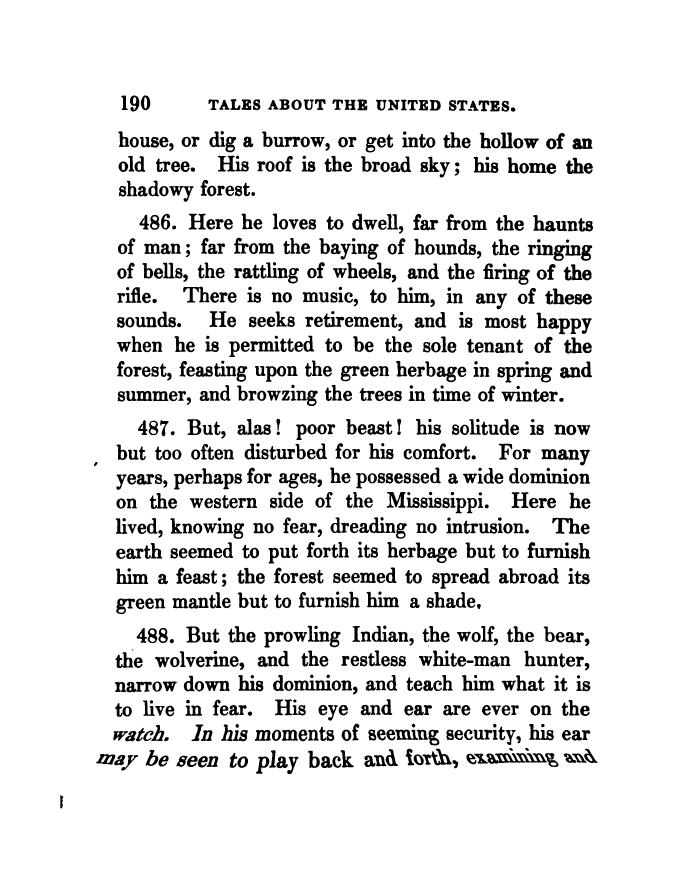 190 TALES ABOUT THE UNITED STATES.
house, or dig a burrow, or get into the hollow of an
old tree. His roof is the broad sky; his home the
shadowy forest.
486. Here he loves to dwell, far from the haunts
of man; far from the baying of hounds, the ringing
of bells, the rattling of wheels, and the firing of the
rifle. There is no music, to him, in any of these
sounds. He seeks retirement, and is most happy
when he is permitted to be the sole tenant of the
forest, feasting upon the green herbage in spring and
summer, and browzing the trees in time of winter.
487. But, alas! poor beast! his solitude is now
but too often disturbed for his comfort. For many
years, perhaps for ages, he possessed a wide dominion
on the western side of the Mississippi. Here he
lived, knowing no fear, dreading no intrusion. The
earth seemed to put forth its herbage but to furnish
him a feast; the forest seemed to spread abroad its
green mantle but to furnish him a shade.
488. But the prowling Indian, the wolf, the bear,
the wolverine, and the restless white-man hunter,
narrow down his dominion, and teach him what it is
to live in fear. His eye and ear are ever on the
watch. In his moments of seeming security, his ear
may be seen to play back and forth, examining and